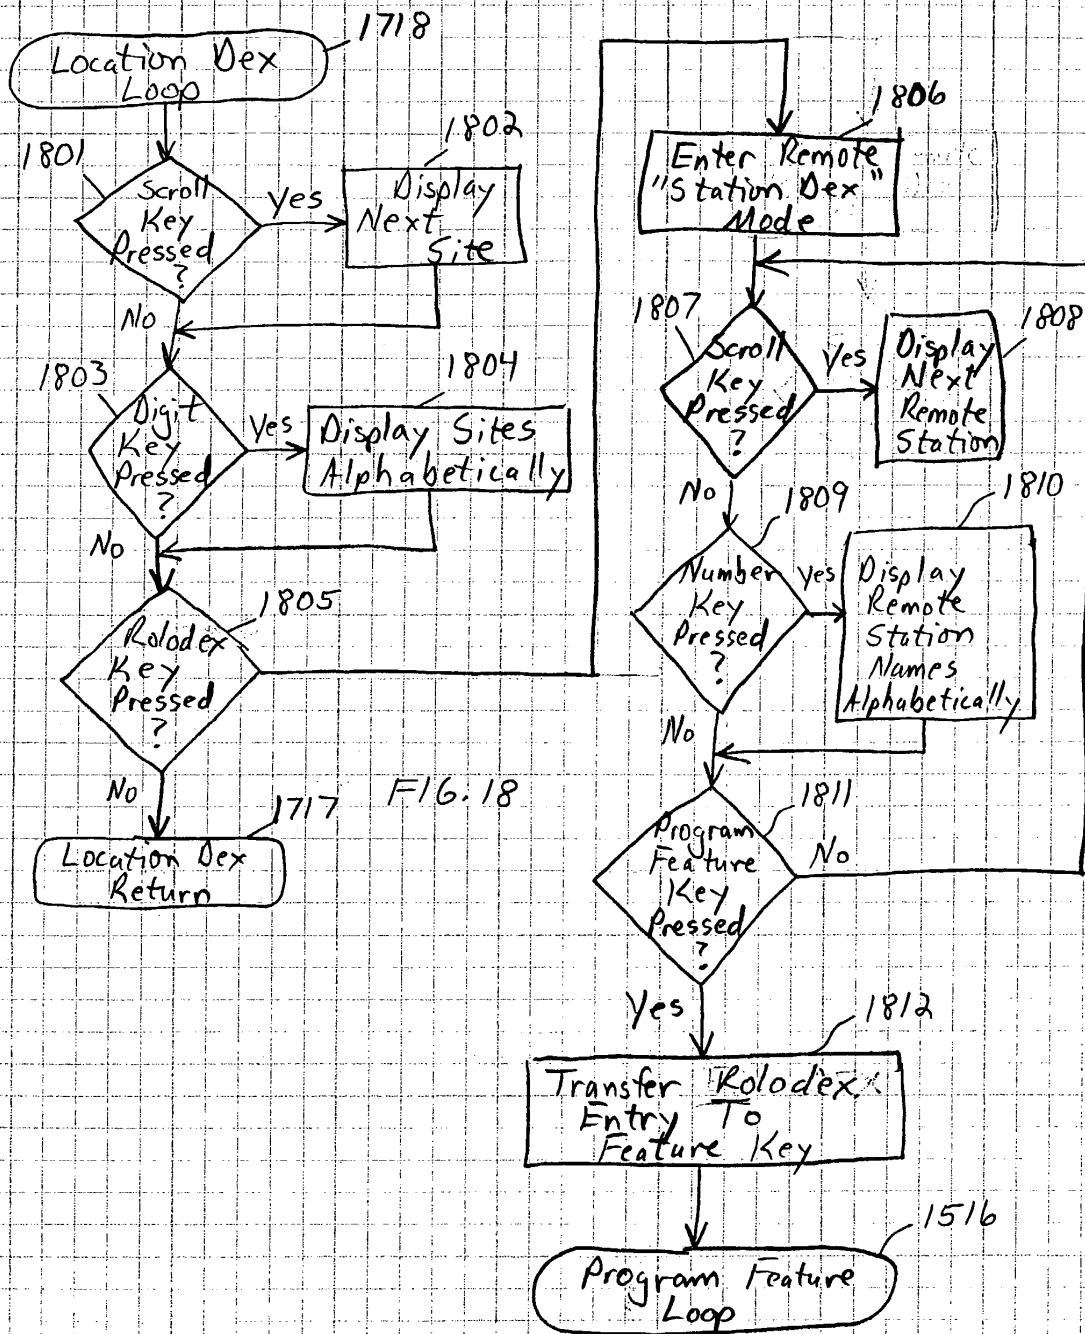 1718
Location Dex
Loop
1801
Scroll
Key
Pressed
?
Yes
1802
Display
Next
Site
No
1803
Digit
Key
Pressed
?
Yes
1804
Display Sites
Alphabetically
No
1805
Rolodex
Key
Pressed
?
No
1717
Location Dex
Return
FIG. 18
1806
Enter Remote
"Station Dex"
Mode
1807
Scroll
Key
Pressed
?
Yes
1808
Display
Next
Remote
Station
No
1809
Number
Key
Pressed
?
Yes
1810
Display
Remote
Station
Names
Alphabetically
No
1811
Program
Feature
Key
Pressed
?
No
Yes
1812
Transfer Rolodex
Entry To
Feature Key
1516
Program Feature
Loop